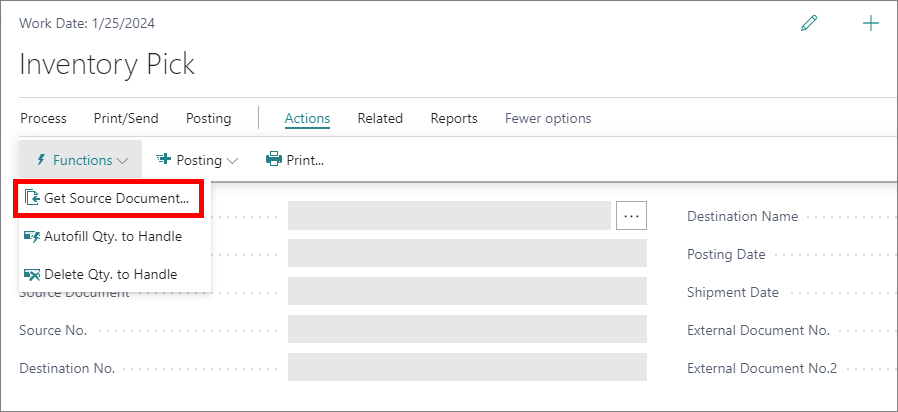 Work Date: 1/25/2024
Inventory Pick
Process Print/Send Posting Actions Related Reports Fewer options
Functions Posting Print...
Get Source Document...
Autofill Qty. to Handle
Delete Qty. to Handle
Source Document
Source No.
Destination No.
Destination Name
Posting Date
Shipment Date
External Document No.
External Document No.2